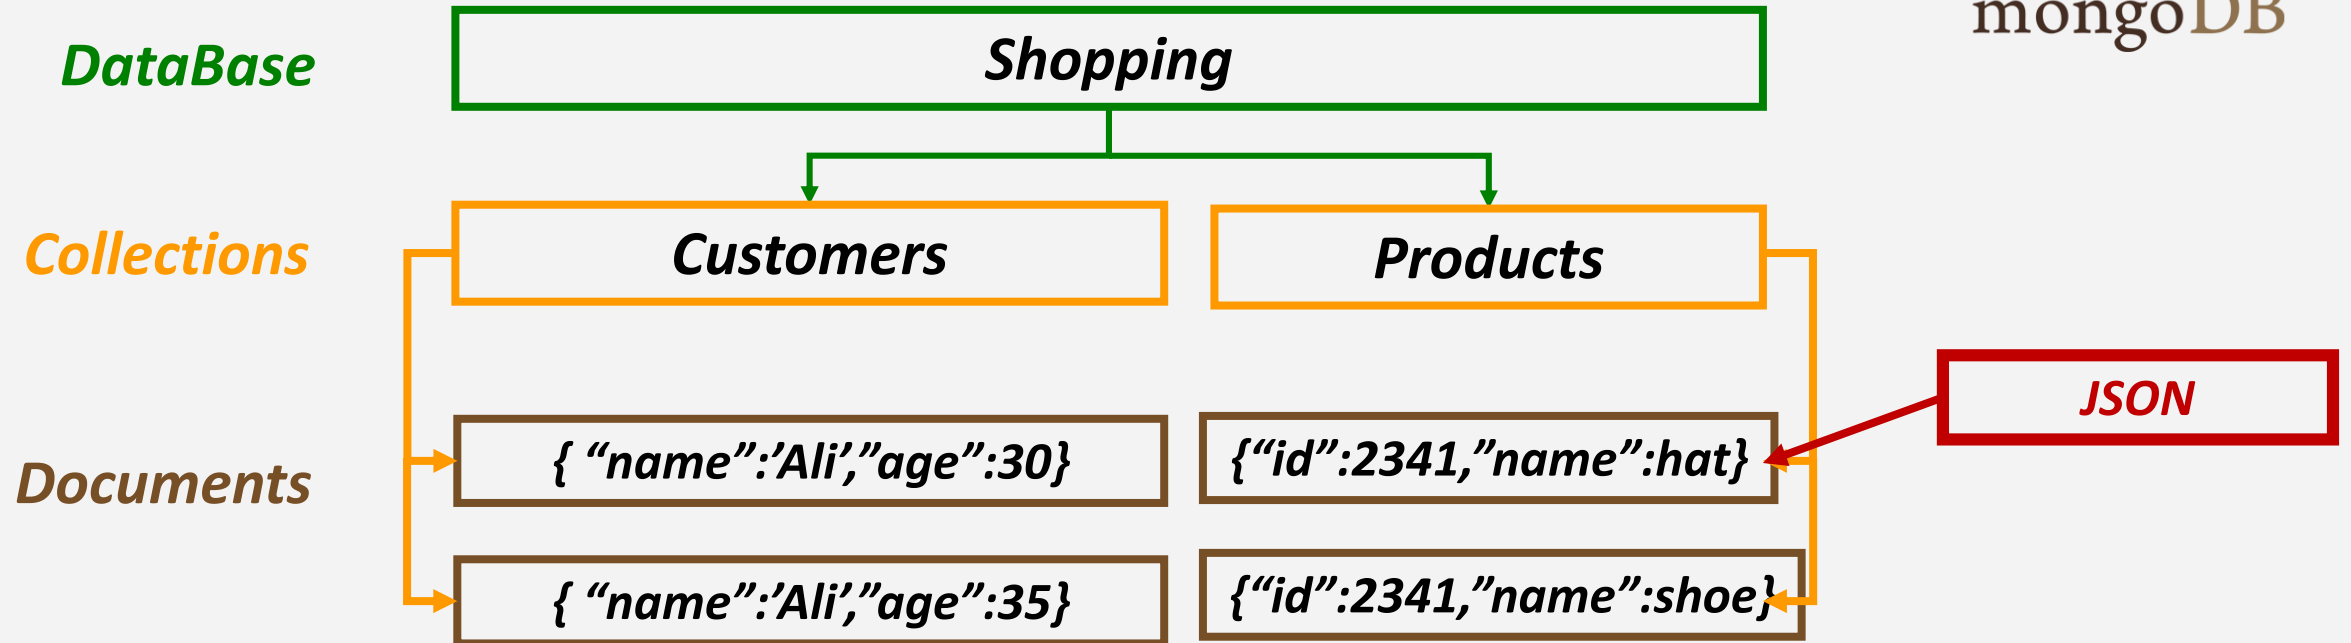 mongoDB
DataBase
Shopping
Collections
Customers
Products
JSON
Documents
{ “name”:’Ali’,”age”:30}
{“id”:2341,”name”:hat}
{ “name”:’Ali’,”age”:35}
{“id”:2341,”name”:shoe}